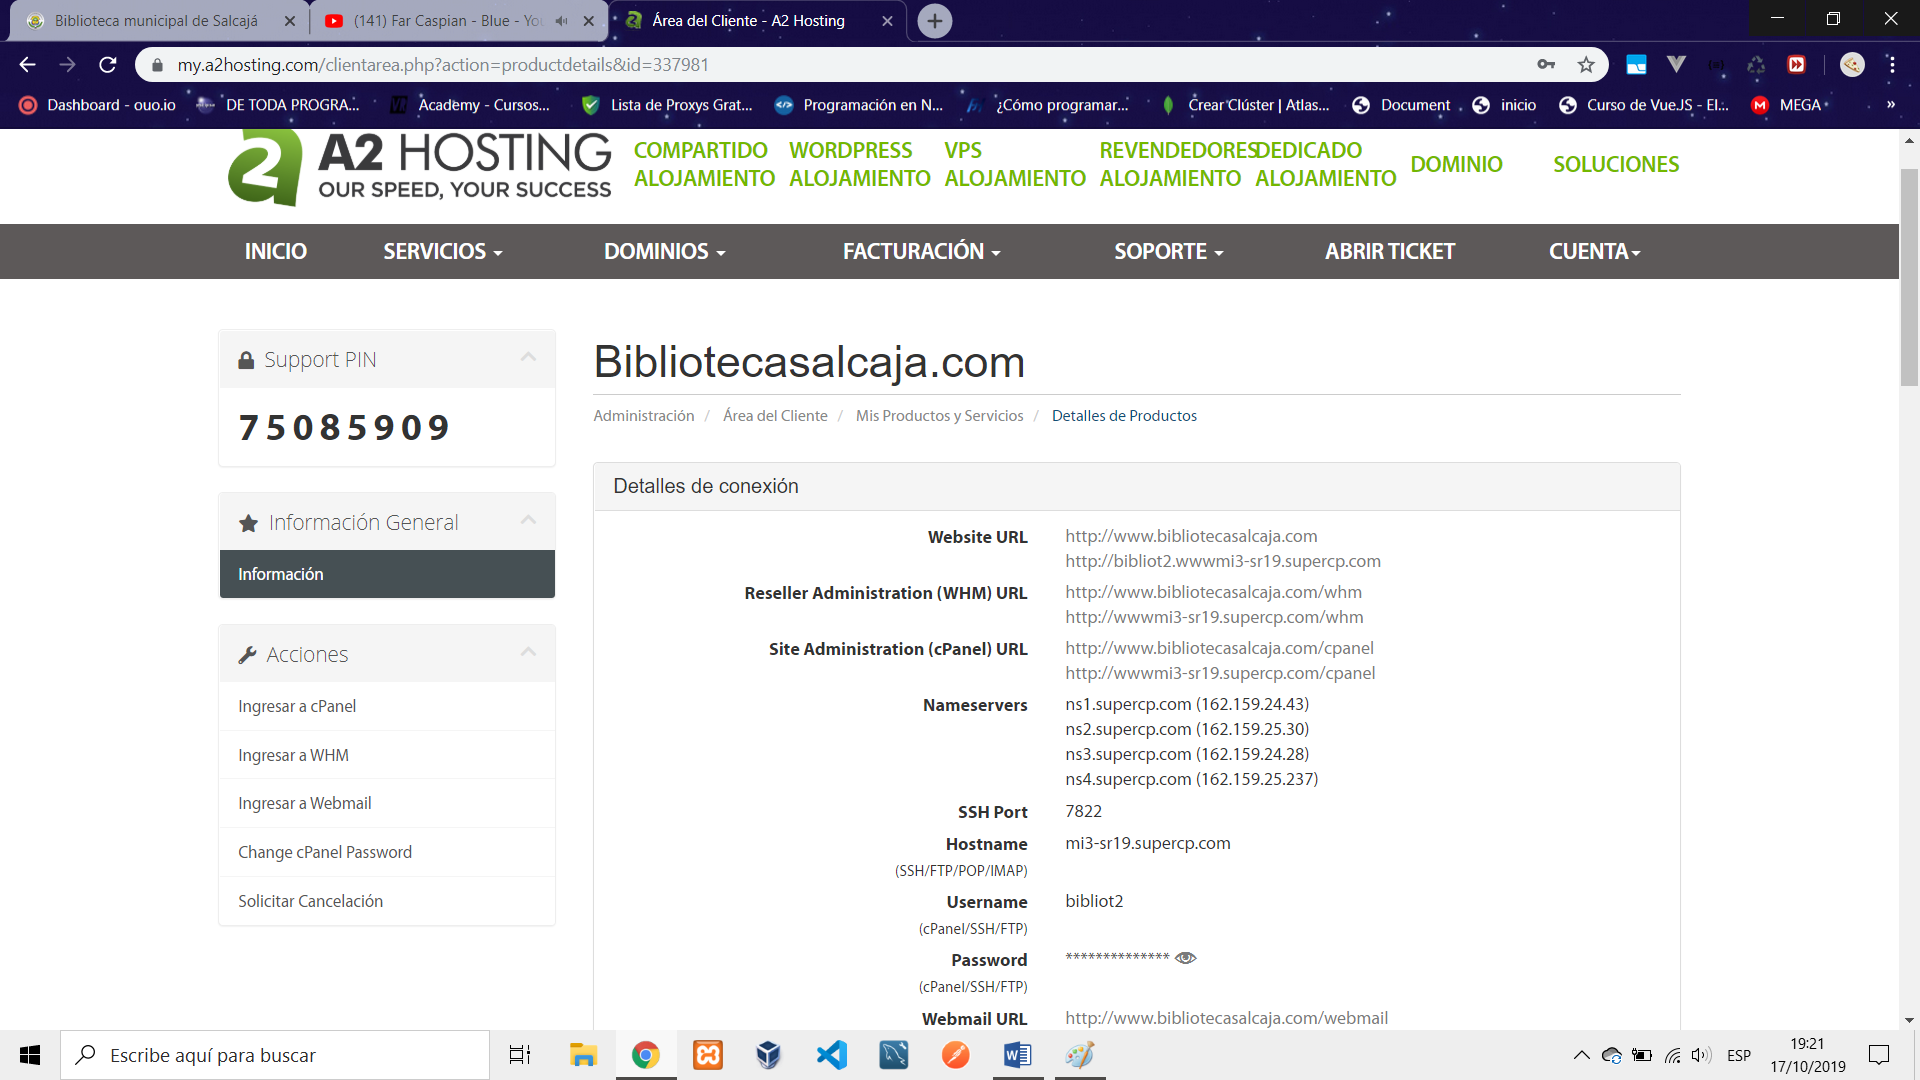 Biblioteca municipal de Salcajá
(141) Far Caspian - Blue - You
Área del Cliente - A2 Hosting
my.a2hosting.com/clientarea.php?action=productdetails&id=337981
Dashboard - ouo.io
DE TODA PROGRA...
Academy - Cursos...
Lista de Proxys Grat...
Programación en N...
¿Cómo programar...
Crear Clúster | Atlas...
Document
inicio
Curso de VueJS - El...
MEGA
»
A2 HOSTING
OUR SPEED, YOUR SUCCESS
COMPARTIDO ALOJAMIENTO
WORDPRESS ALOJAMIENTO
VPS ALOJAMIENTO
REVENDEDORES ALOJAMIENTO
DEDICADO ALOJAMIENTO
DOMINIO
SOLUCIONES
INICIO
SERVICIOS
DOMINIOS
FACTURACIÓN
SOPORTE
ABRIR TICKET
CUENTA
Support PIN
75085909
Información General
Información
Acciones
Ingresar a cPanel
Ingresar a WHM
Ingresar a Webmail
Change cPanel Password
Solicitar Cancelación
Bibliotecasalcaja.com
Administración / Área del Cliente / Mis Productos y Servicios / Detalles de Productos
Detalles de conexión
Website URL
http://www.bibliotecasalcaja.com
http://bibliot2.wwwmi3-sr19.supercp.com
Reseller Administration (WHM) URL
http://www.bibliotecasalcaja.com/whm
http://wwwmi3-sr19.supercp.com/whm
Site Administration (cPanel) URL
http://www.bibliotecasalcaja.com/cpanel
http://wwwmi3-sr19.supercp.com/cpanel
Nameservers
ns1.supercp.com (162.159.24.43)
ns2.supercp.com (162.159.25.30)
ns3.supercp.com (162.159.24.28)
ns4.supercp.com (162.159.25.237)
SSH Port
7822
Hostname
(SSH/FTP/POP/IMAP)
mi3-sr19.supercp.com
Username
(cPanel/SSH/FTP)
bibliot2
Password
(cPanel/SSH/FTP)
**************
Webmail URL
http://www.bibliotecasalcaja.com/webmail
Escribe aquí para buscar
ESP
19:21
17/10/2019